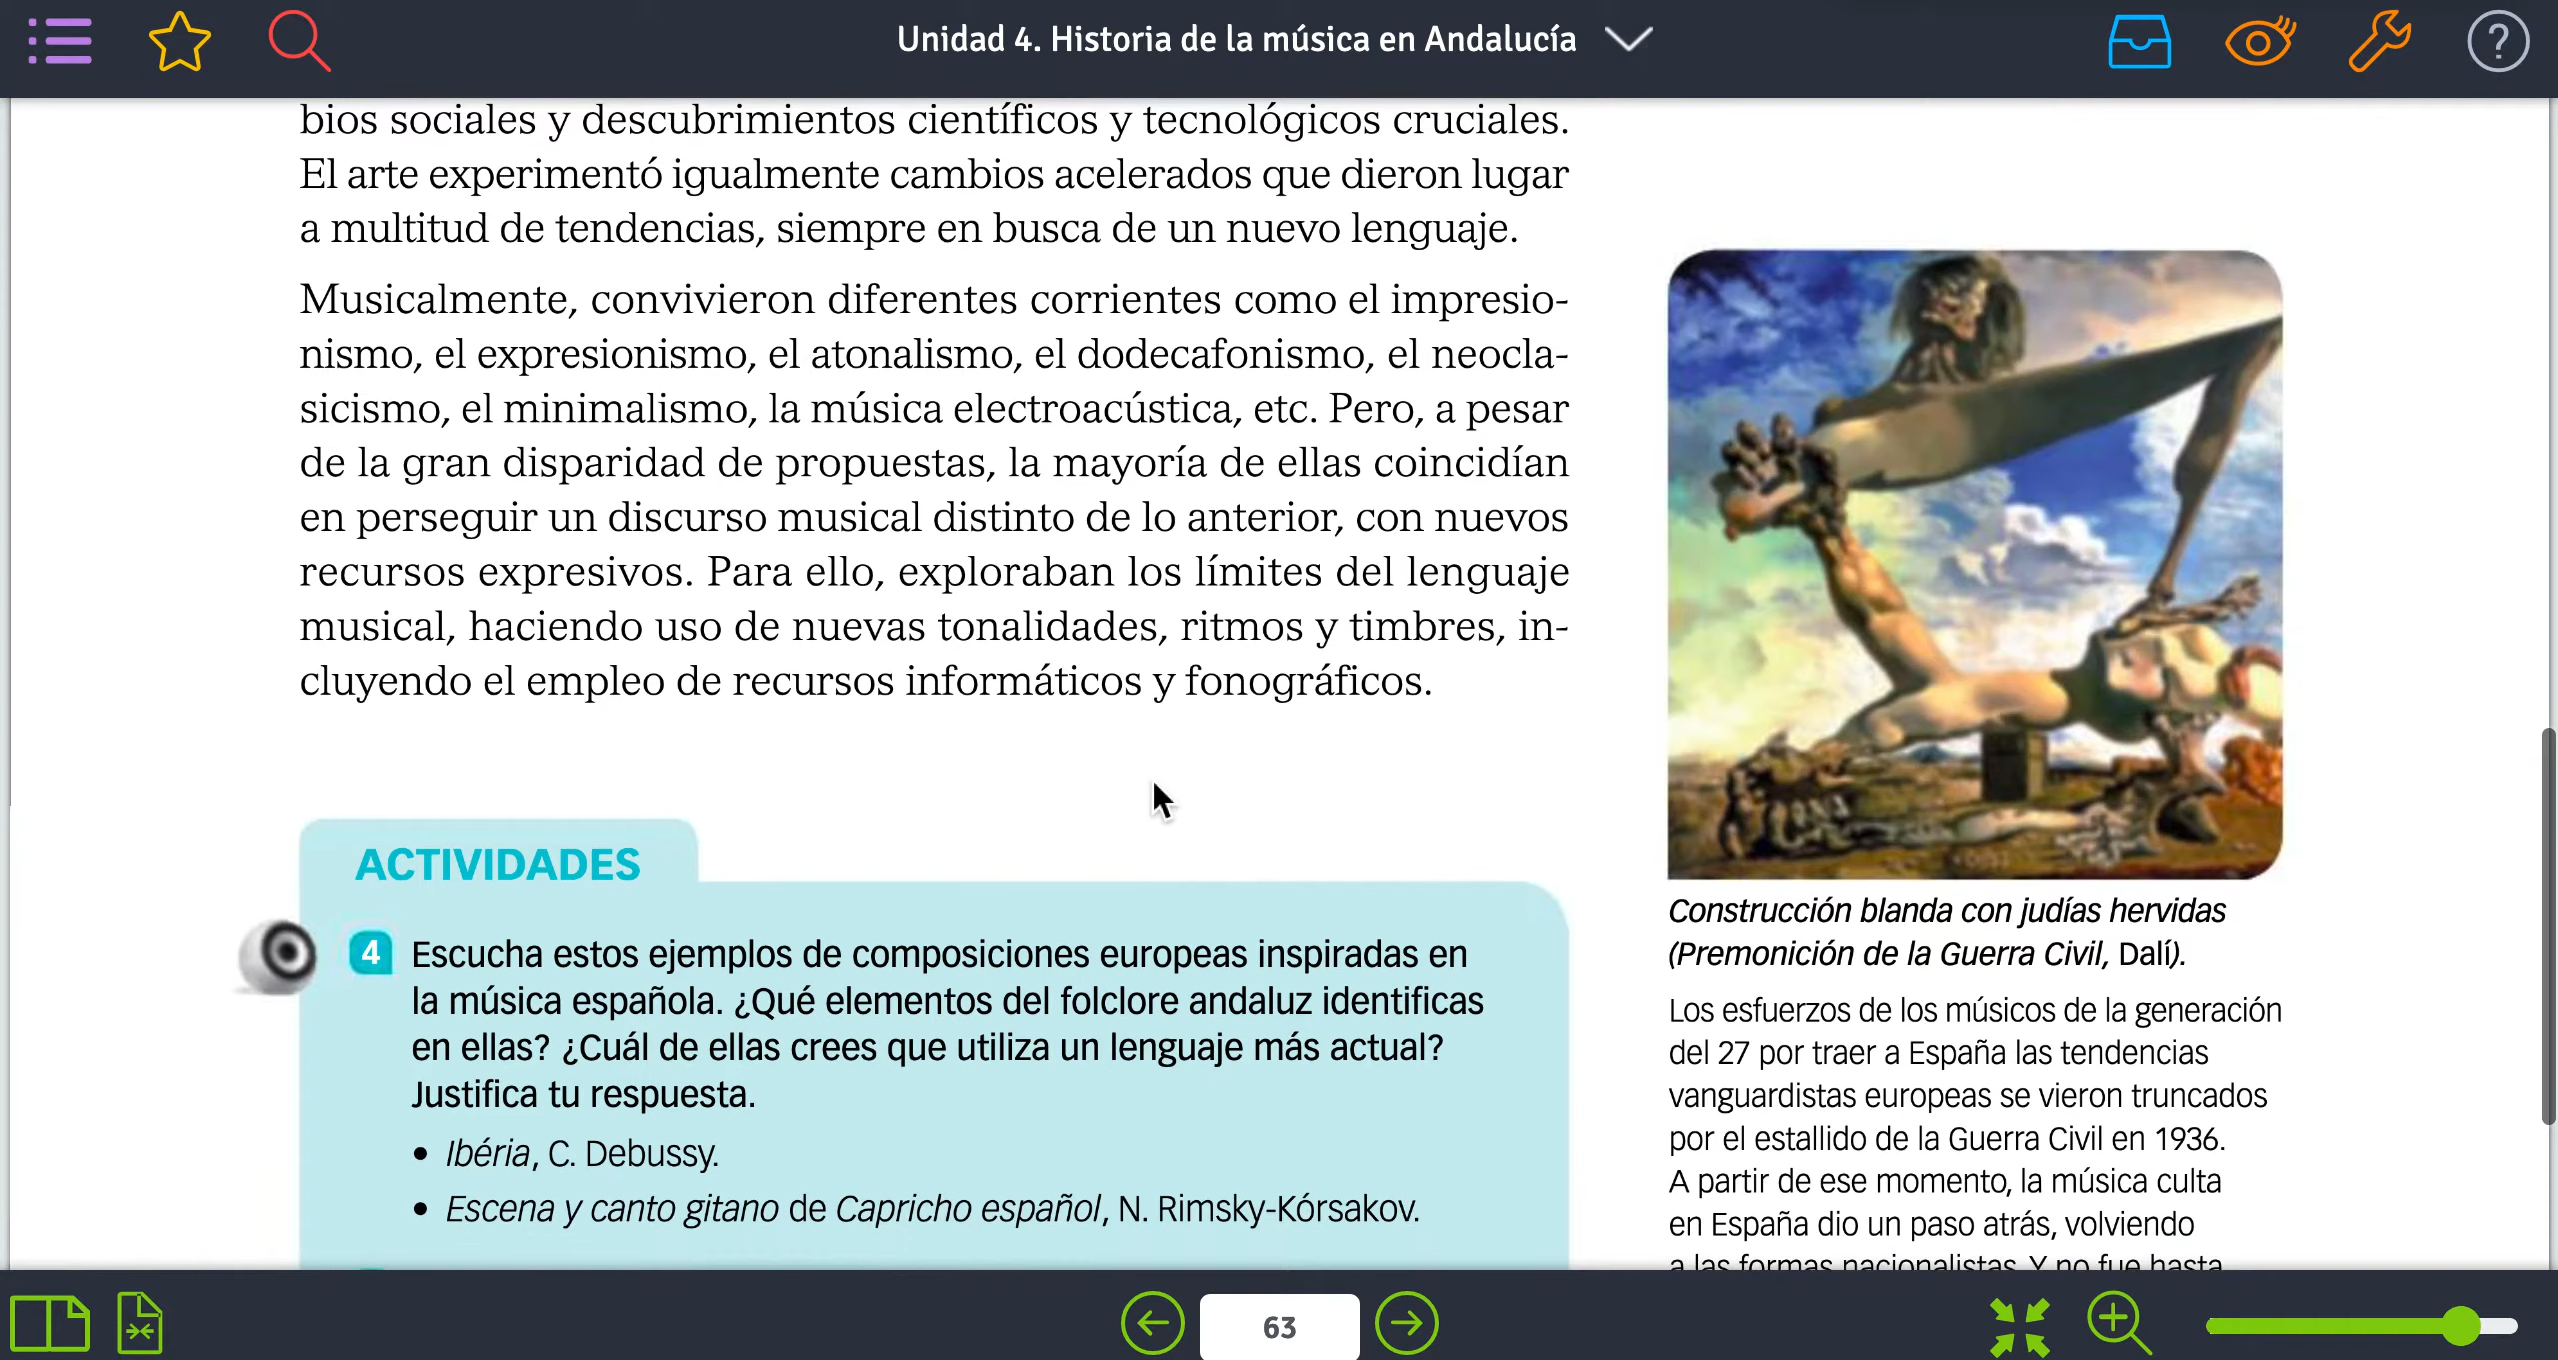 Unidad 4. Historia de la música en Andalucía
bios sociales y descubrimientos científicos y tecnológicos cruciales.
El arte experimentó igualmente cambios acelerados que dieron lugar
a multitud de tendencias, siempre en busca de un nuevo lenguaje.
Musicalmente, convivieron diferentes corrientes como el impresio-
nismo, el expresionismo, el atonalismo, el dodecafonismo, el neocla-
sicismo, el minimalismo, la música electroacústica, etc. Pero, a pesar
de la gran disparidad de propuestas, la mayoría de ellas coincidían
en perseguir un discurso musical distinto de lo anterior, con nuevos
recursos expresivos. Para ello, exploraban los límites del lenguaje
musical, haciendo uso de nuevas tonalidades, ritmos y timbres, in-
cluyendo el empleo de recursos informáticos y fonográficos.
ACTIVIDADES
4 Escucha estos ejemplos de composiciones europeas inspiradas en
la música española. ¿Qué elementos del folclore andaluz identificas
en ellas? ¿Cuál de ellas crees que utiliza un lenguaje más actual?
Justifica tu respuesta.
• Ibéria, C. Debussy.
• Escena y canto gitano de Capricho español, N. Rimsky-Kórsakov.
Construcción blanda con judías hervidas
(Premonición de la Guerra Civil, Dalí).
Los esfuerzos de los músicos de la generación
del 27 por traer a España las tendencias
vanguardistas europeas se vieron truncados
por el estallido de la Guerra Civil en 1936.
A partir de ese momento, la música culta
en España dio un paso atrás, volviendo
a las formas nacionalistas. Y no fue hasta
63